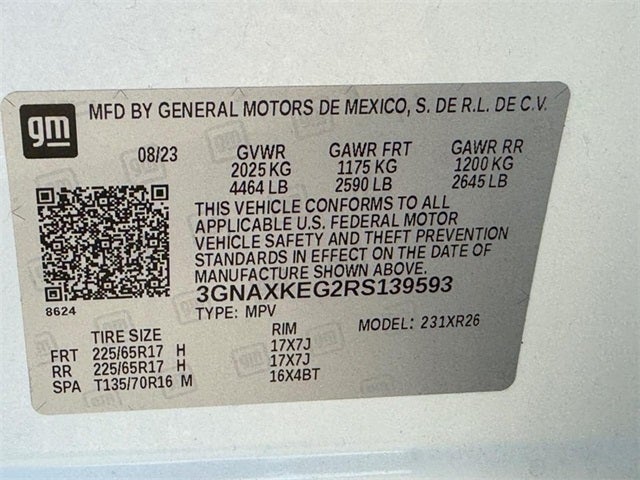 gm
MFD BY GENERAL MOTORS DE MEXICO, S. DE R.L. DE C.V.
08/23 GVWR GAWR FRT GAWR RR
2025 KG 1175 KG 1200 KG
4464 LB 2590 LB 2645 LB
THIS VEHICLE CONFORMS TO ALL
APPLICABLE U.S. FEDERAL MOTOR
VEHICLE SAFETY AND THEFT PREVENTION
STANDARDS IN EFFECT ON THE DATE OF
MANUFACTURE SHOWN ABOVE.
8624
3GNAXKEG2RS139593
TYPE: MPV MODEL: 231XR26
TIRE SIZE RIM
FRT 225/65R17 H 17X7J
RR 225/65R17 H 17X7J
SPA T135/70R16 M 16X4BT